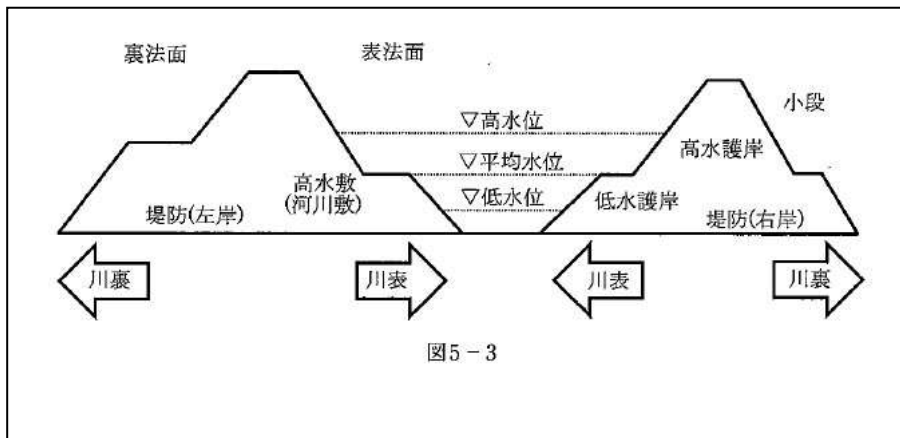 裏法面
表法面
小段
▽高水位
高水護岸
▽平均水位
高水敷
(河川敷)
▽低水位
低水護岸
堤防(左岸)
堤防(右岸)
川裏
川表
川表
川裏
図5－3